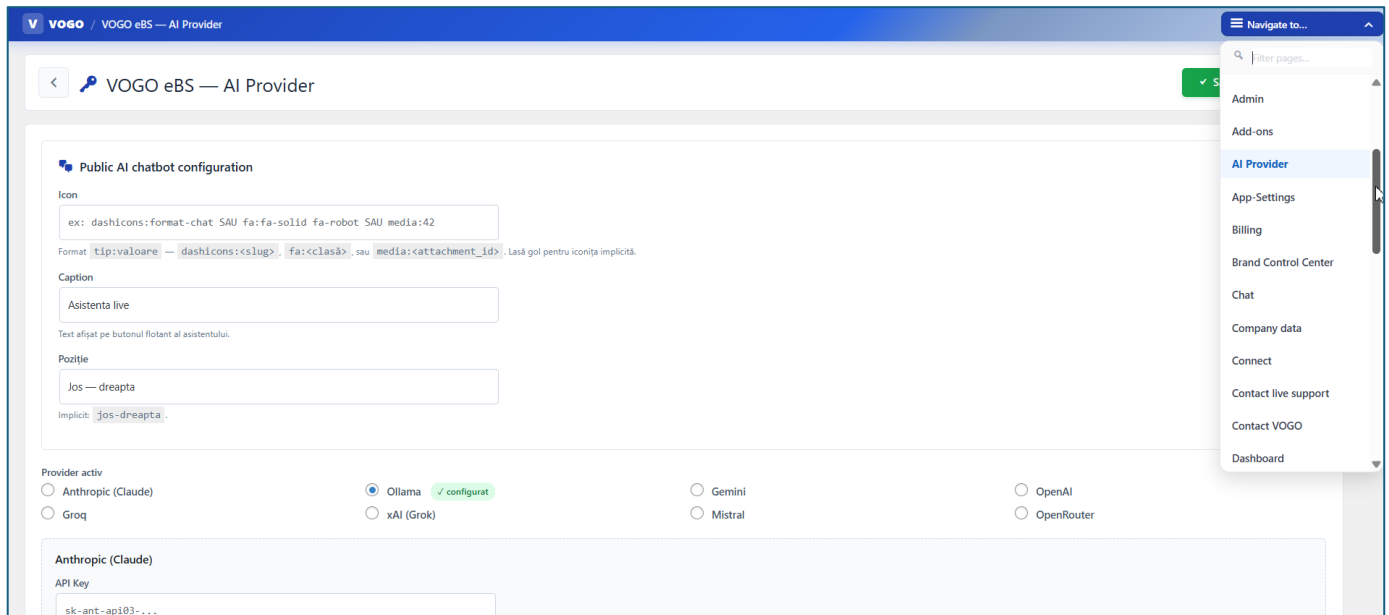 V VOGO / VOGO eBS — AI Provider
Navigate to...
VOGO eBS — AI Provider
Filter pages...
Admin
Add-ons
AI Provider
App-Settings
Billing
Brand Control Center
Chat
Company data
Connect
Contact live support
Contact VOGO
Dashboard
Public AI chatbot configuration
Icon
ex: dashicons:format-chat SAU fa:fa-solid fa-robot SAU media:42
Format tip:valoare — dashicons:<slug>, fa:<clasă>, sau media:<attachment_id>. Lasă gol pentru iconița implicită.
Caption
Asistenta live
Text afișat pe butonul flotant al asistentului.
Poziție
Jos — dreapta
Implicit: jos-dreapta.
Provider activ
Anthropic (Claude)
Ollama ✓ configurat
Gemini
OpenAI
Groq
xAI (Grok)
Mistral
OpenRouter
Anthropic (Claude)
API Key
sk-ant-api03-...